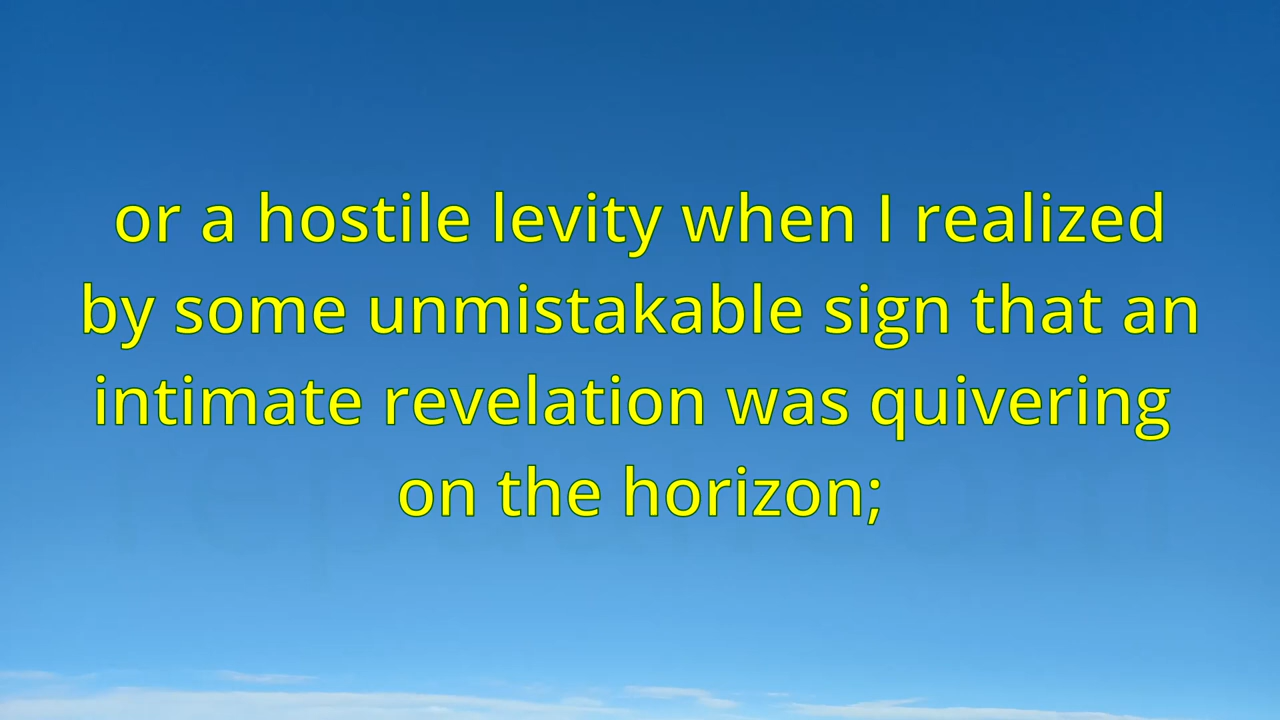 or a hostile levity when I realized
by some unmistakable sign that an
intimate revelation was quivering
on the horizon;